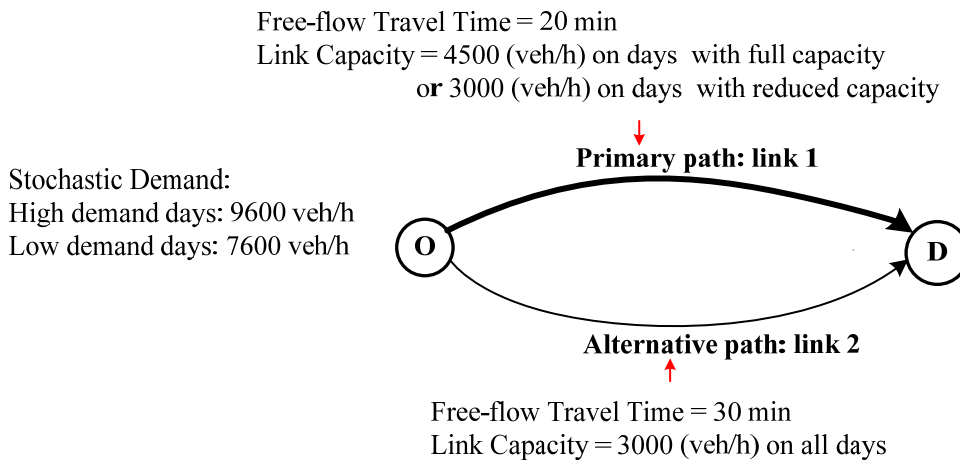 Free-flow Travel Time = 20 min
Link Capacity = 4500 (veh/h) on days with full capacity
or 3000 (veh/h) on days with reduced capacity
Primary path: link 1
Stochastic Demand:
High demand days: 9600 veh/h
Low demand days: 7600 veh/h
O
D
Alternative path: link 2
Free-flow Travel Time = 30 min
Link Capacity = 3000 (veh/h) on all days